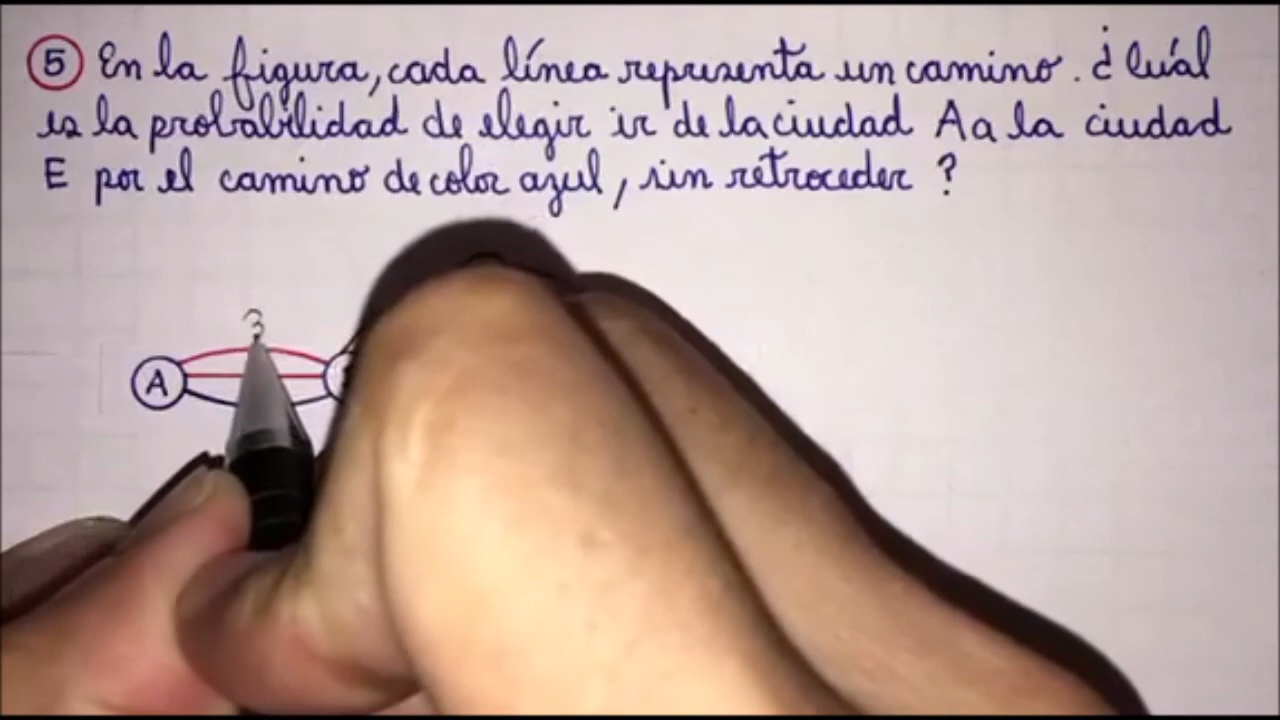 5 En la figura, cada línea representa un camino. ¿Cuál
es la probabilidad de elegir ir de la ciudad A a la ciudad
E por el camino de color azul, sin retroceder ?
3
A